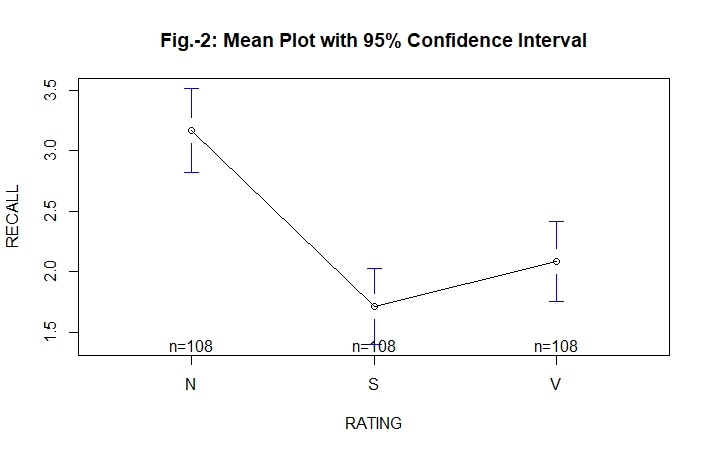 Fig.-2: Mean Plot with 95% Confidence Interval
3.5
3.0
2.5
2.0
1.5
RECALL
n=108
n=108
n=108
N
S
V
RATING